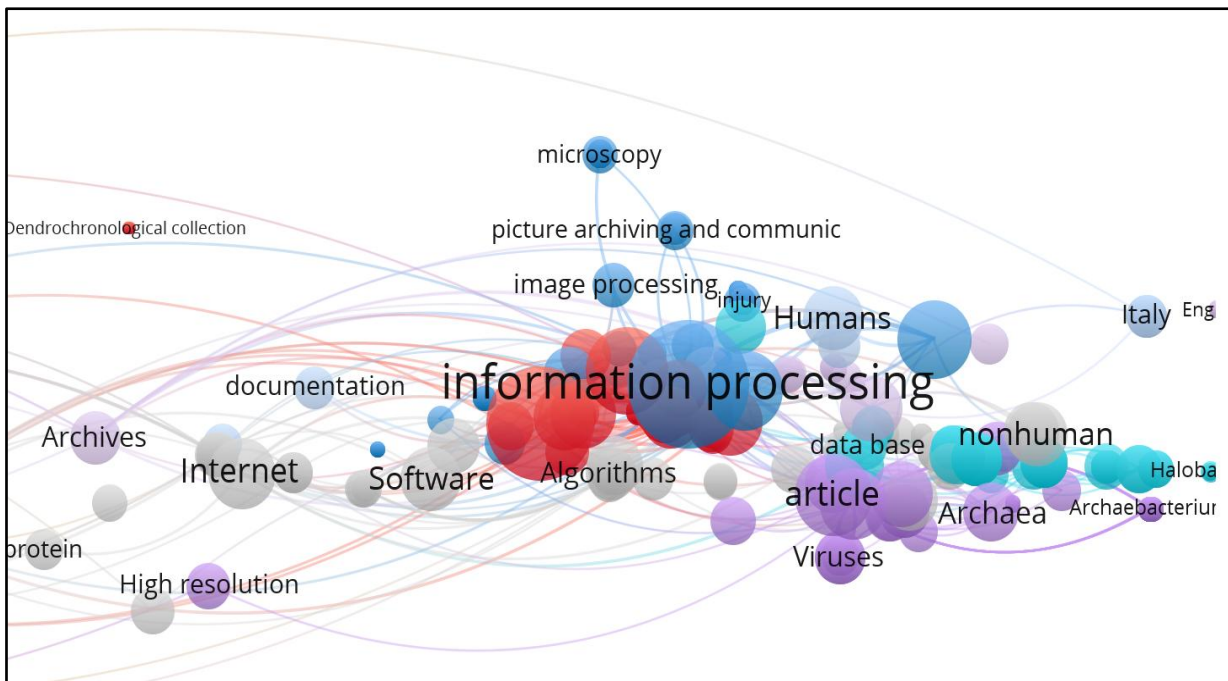 microscopy
Dendrochronological collection
picture archiving and communic
image processing
injury
Humans
Italy
Eng
information processing
documentation
Archives
nonhuman
data base
Internet
Software
Algorithms
Haloba
article
Archaea
Archaebacteriun
protein
Viruses
High resolution